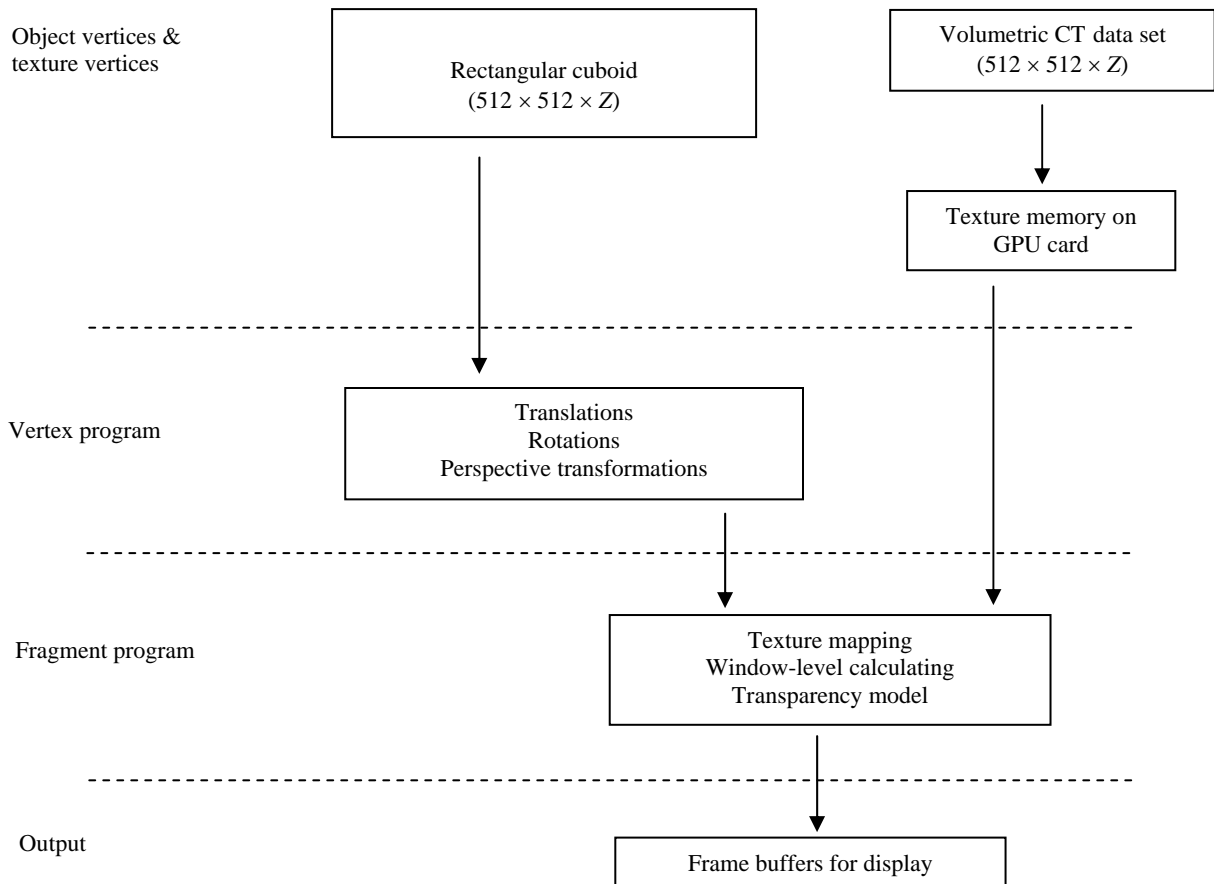 Object vertices &
texture vertices
Rectangular cuboid
(512 × 512 × Z)
Volumetric CT data set
(512 × 512 × Z)
Texture memory on
GPU card
Vertex program
Translations
Rotations
Perspective transformations
Fragment program
Texture mapping
Window-level calculating
Transparency model
Output
Frame buffers for display